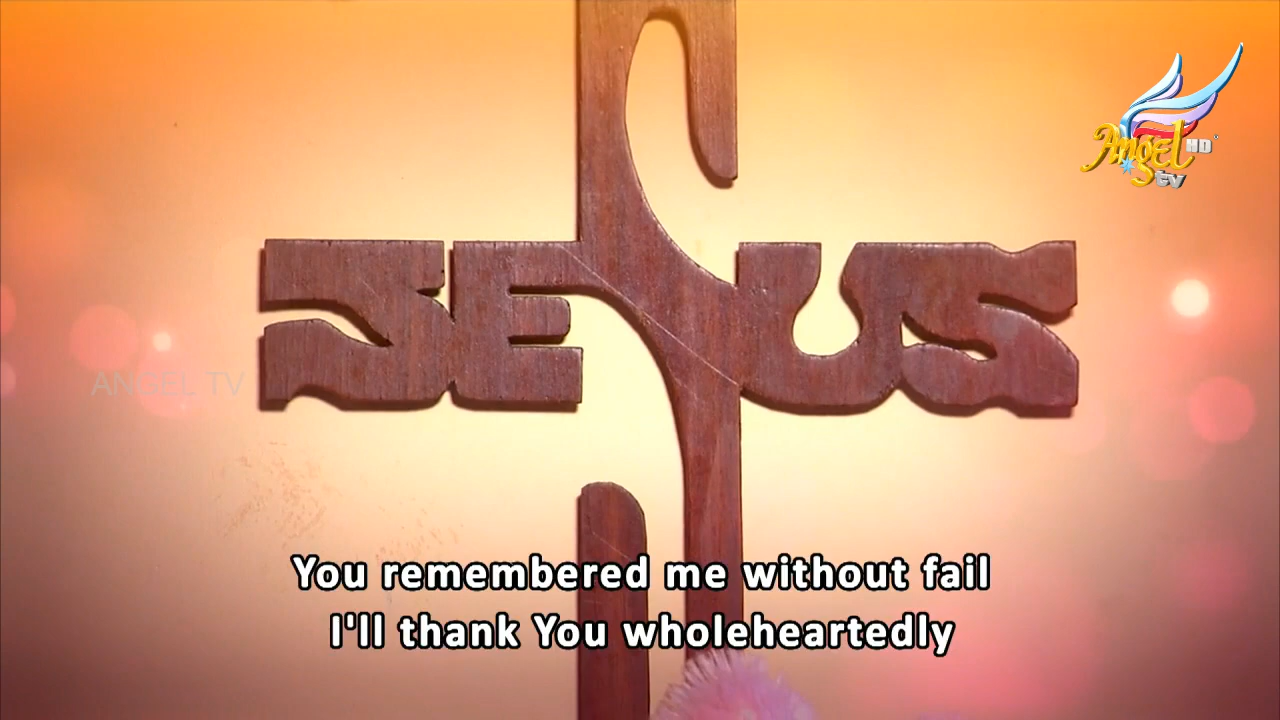 Angel HD
tv
JESUS
ANGEL TV
You remembered me without fail
I'll thank You wholeheartedly